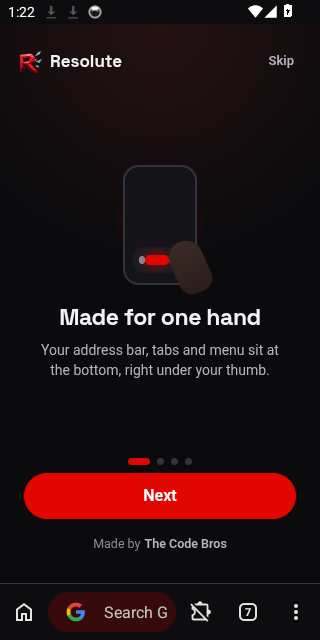 1:22
Resolute
Skip
Made for one hand
Your address bar, tabs and menu sit at
the bottom, right under your thumb.
Next
Made by The Code Bros
Search G
7